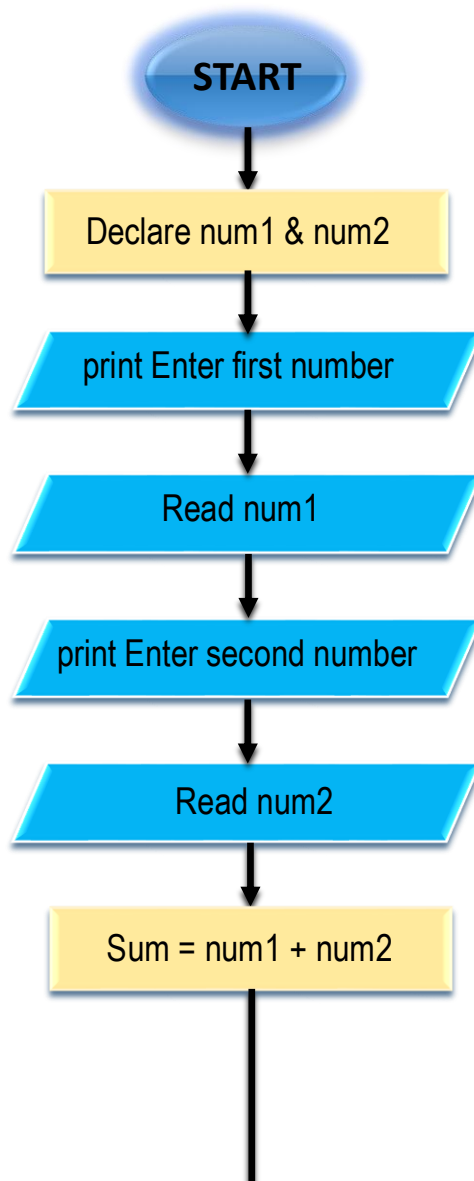 START
Declare num1 & num2
print Enter first number
Read num1
print Enter second number
Read num2
Sum = num1 + num2